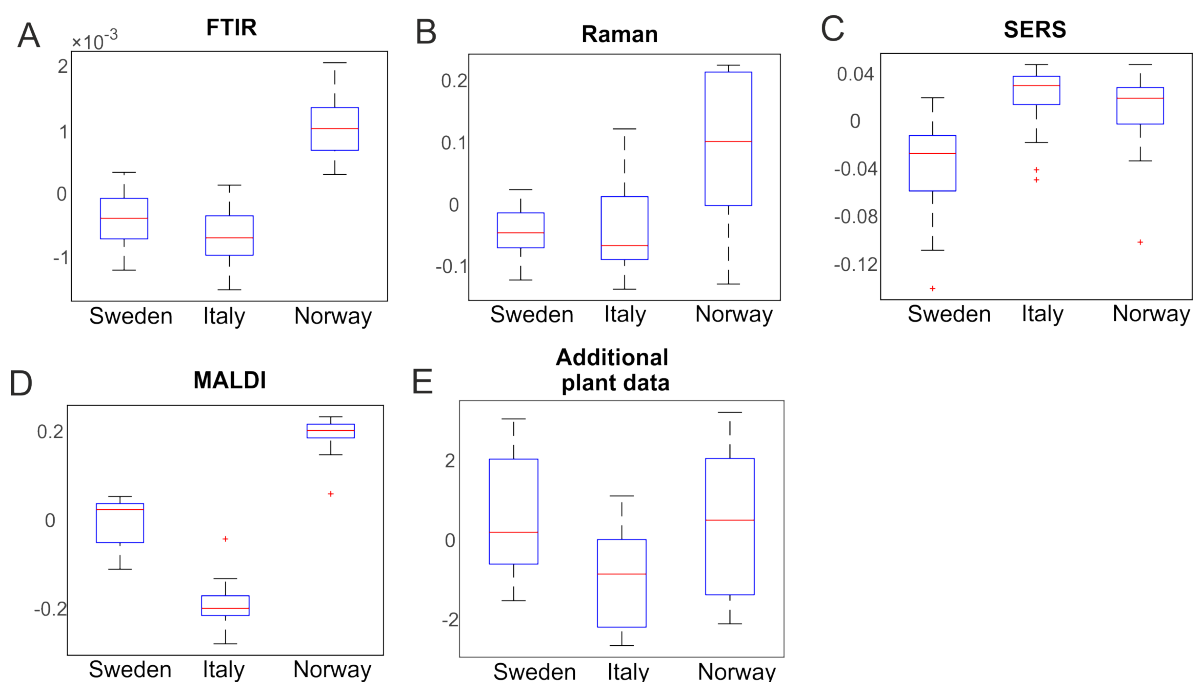 A
FTIR
×10⁻³
2
1
0
-1
Sweden Italy Norway
B
Raman
0.2
0.1
0
-0.1
Sweden Italy Norway
C
SERS
0.04
0
-0.04
-0.08
-0.12
Sweden Italy Norway
D
MALDI
0.2
0
-0.2
Sweden Italy Norway
E
Additional
plant data
2
0
-2
Sweden Italy Norway